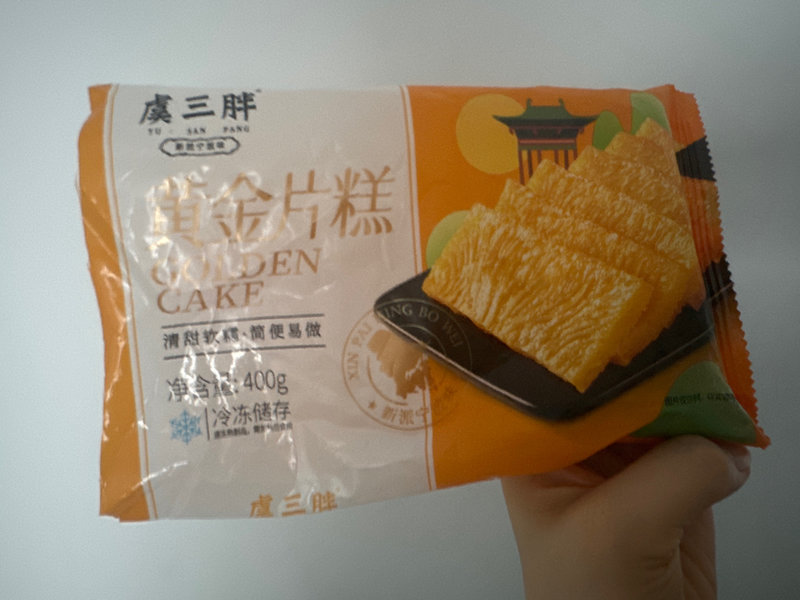 虞三胖
YU SAN PANG
新派宁波味
黄金片糕
GOLDEN
CAKE
清甜软糯·简便易做
净含量: 400g
冷冻储存
XIN PAI NING BO WEI
新派宁波味
虞三胖